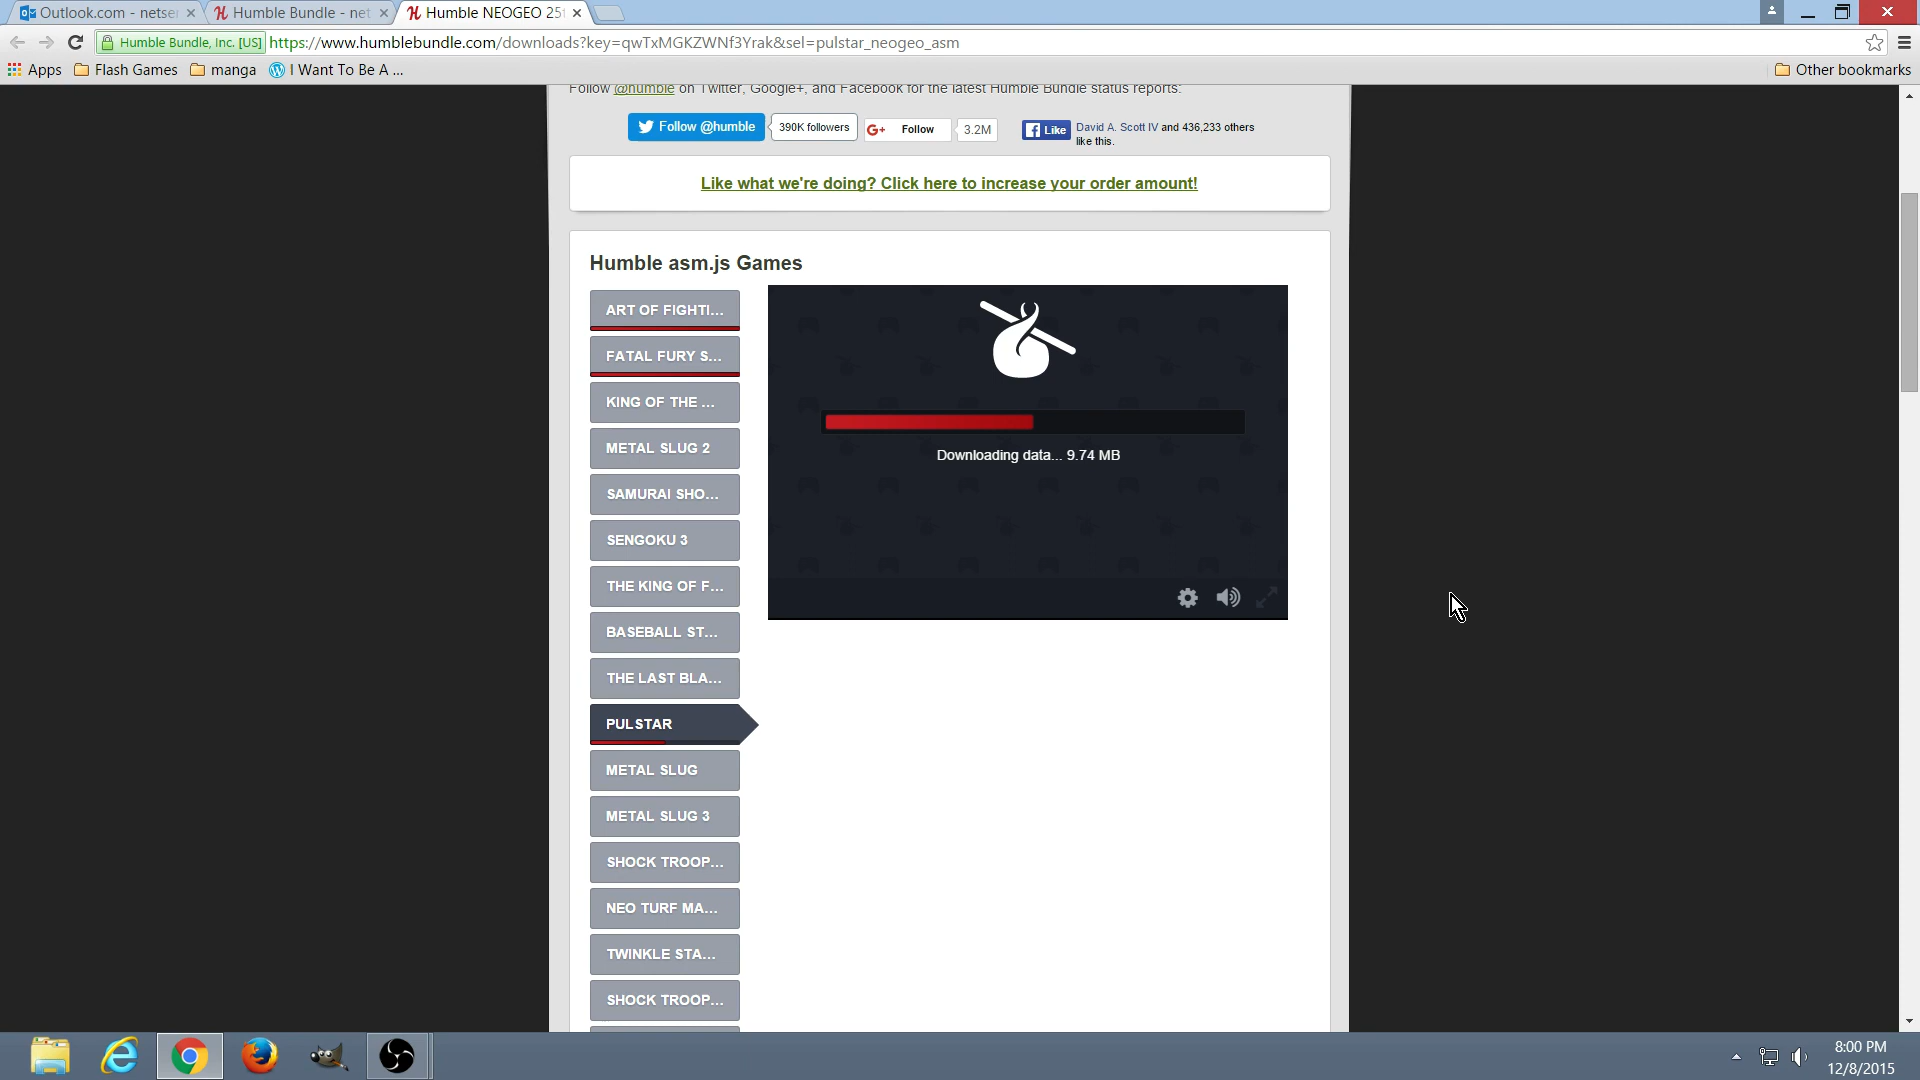 Outlook.com - netser
Humble Bundle - net
Humble NEOGEO 25t
Humble Bundle, Inc. [US]
https://www.humblebundle.com/downloads?key=qwTxMGKZWNf3Yrak&sel=pulstar_neogeo_asm
Apps
Flash Games
manga
I Want To Be A ...
Other bookmarks
Follow @humble on Twitter, Google+, and Facebook for the latest Humble Bundle status reports:
Follow @humble
390K followers
G+
Follow
3.2M
f Like
David A. Scott IV and 436,233 others
like this.
Like what we're doing? Click here to increase your order amount!
Humble asm.js Games
ART OF FIGHTI...
FATAL FURY S...
KING OF THE ...
METAL SLUG 2
SAMURAI SHO...
SENGOKU 3
THE KING OF F...
BASEBALL ST...
THE LAST BLA...
PULSTAR
METAL SLUG
METAL SLUG 3
SHOCK TROOP...
NEO TURF MA...
TWINKLE STA...
SHOCK TROOP...
Downloading data... 9.74 MB
8:00 PM
12/8/2015